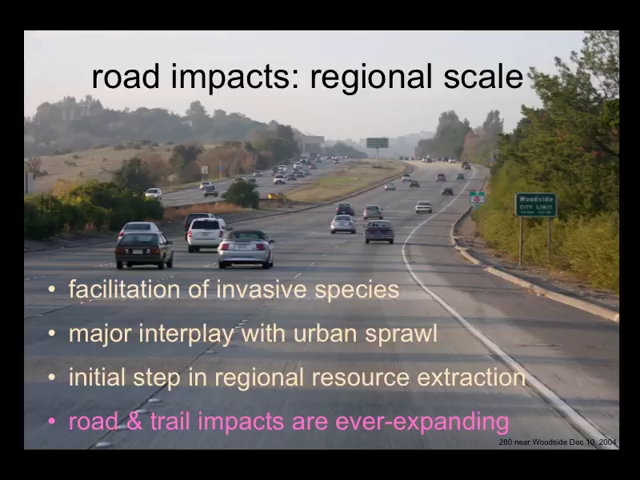 road impacts: regional scale
Woodside
CITY LIMIT
• facilitation of invasive species
• major interplay with urban sprawl
• initial step in regional resource extraction
• road & trail impacts are ever-expanding
280 near Woodside Dec 10, 2004